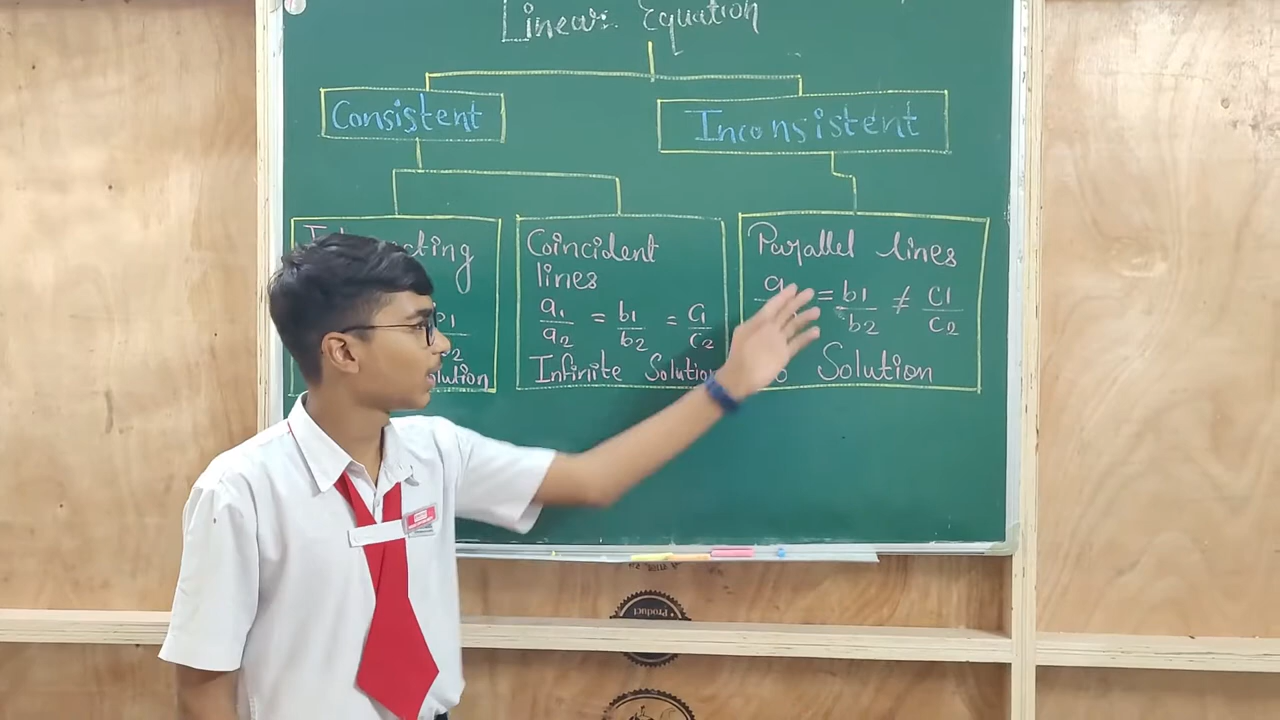 Linear Equation
Consistent
Inconsistent
Coincident
lines
a1/a2 = b1/b2 = c1/c2
Infinite Solution
Parallel lines
= b1/b2 ≠ c1/c2
Solution
Product